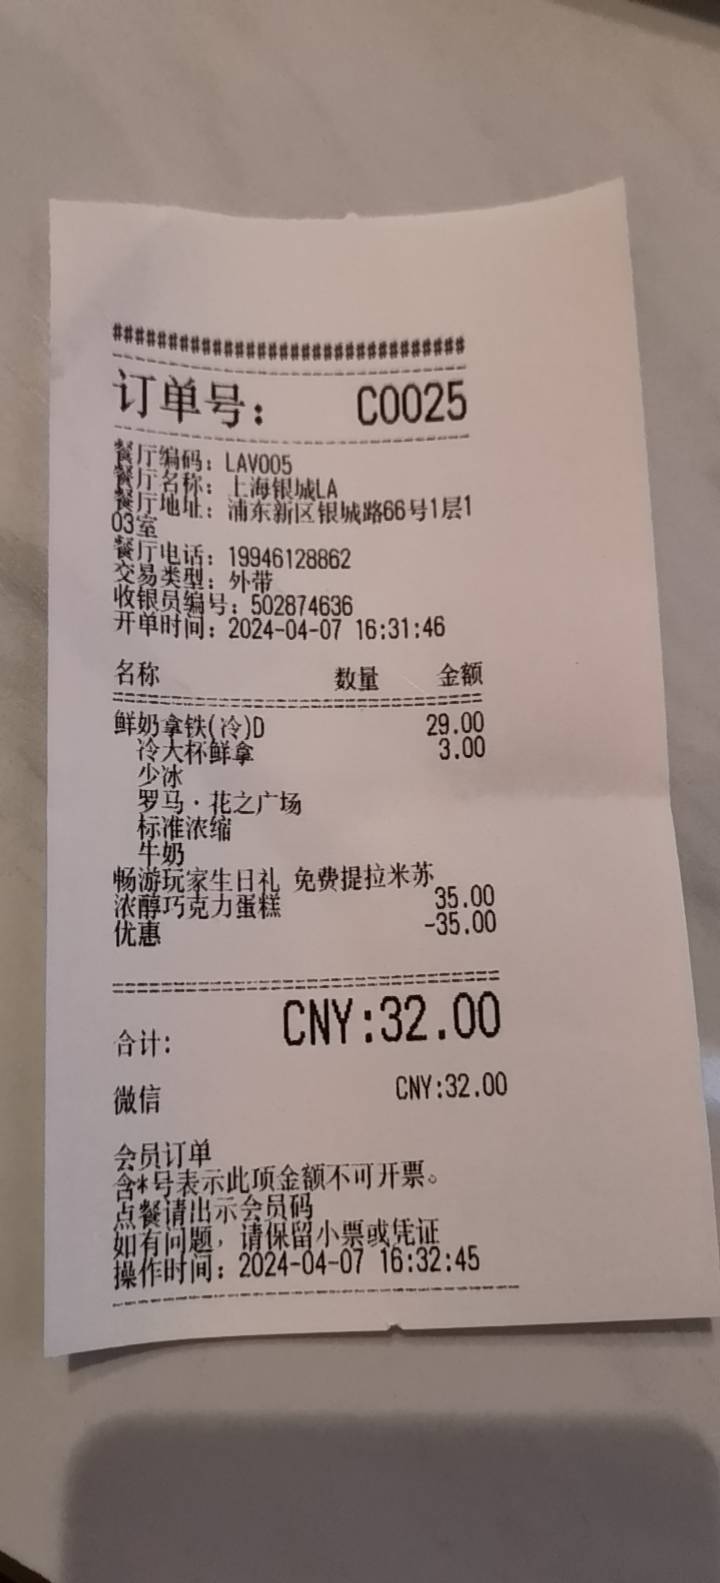 ################################
订单号： C0025
餐厅编码：LAV005
餐厅名称：上海银城LA
餐厅地址：浦东新区银城路66号1层1
03室
餐厅电话：19946128862
交易类型：外带
收银员编号：502874636
开单时间：2024-04-07 16:31:46
名称 数量 金额
鲜奶拿铁(冷)D 29.00
冷大杯鲜拿 3.00
少冰
罗马·花之广场
标准浓缩
牛奶
畅游玩家生日礼 免费提拉米苏
浓醇巧克力蛋糕 35.00
优惠 -35.00
合计: CNY:32.00
微信 CNY:32.00
会员订单
含*号表示此项金额不可开票。
点餐请出示会员码
如有问题，请保留小票或凭证
操作时间：2024-04-07 16:32:45